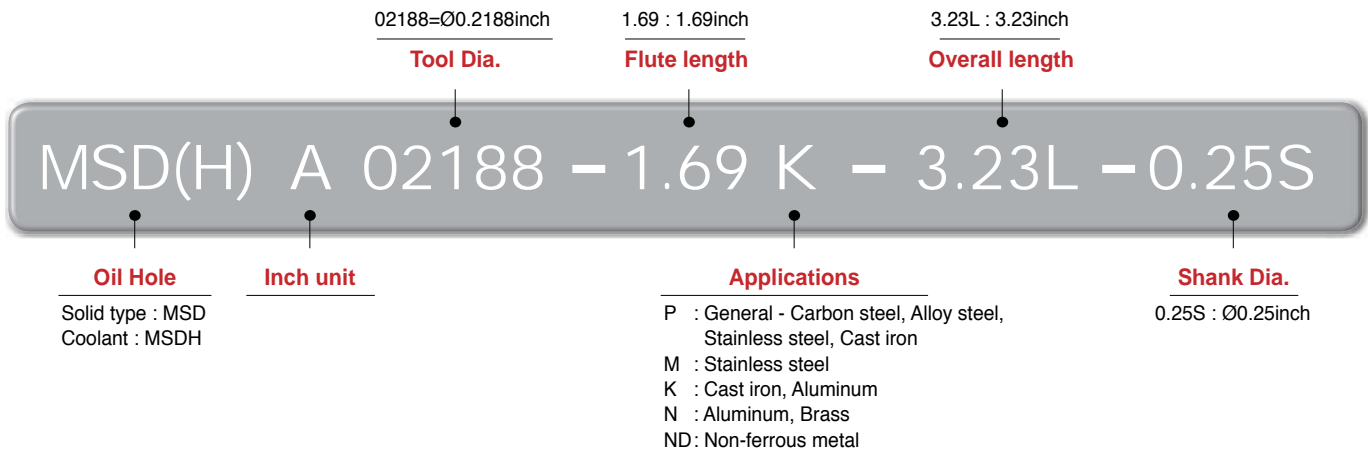 02188=Ø0.2188inch 1.69 : 1.69inch 3.23L : 3.23inch
Tool Dia. Flute length Overall length
MSD(H) A 02188 - 1.69 K - 3.23L - 0.25S
Oil Hole Inch unit Applications Shank Dia.
Solid type : MSD
Coolant : MSDH
P : General - Carbon steel, Alloy steel,
Stainless steel, Cast iron
M : Stainless steel
K : Cast iron, Aluminum
N : Aluminum, Brass
ND : Non-ferrous metal
0.25S : Ø0.25inch